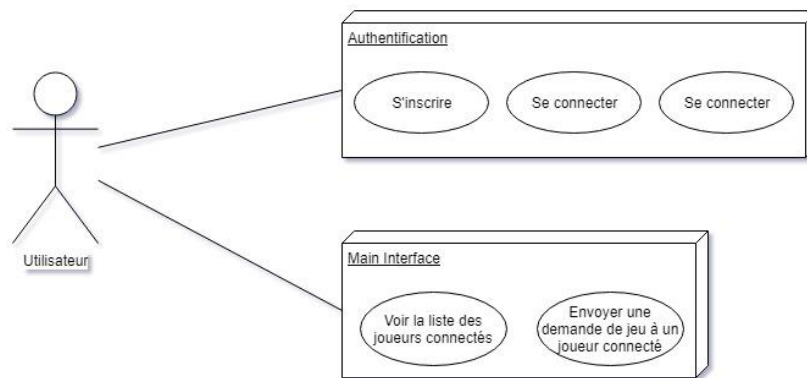 Authentification
S'inscrire
Se connecter
Se connecter
Utilisateur
Main Interface
Voir la liste des
joueurs connectés
Envoyer une
demande de jeu à un
joueur connecté